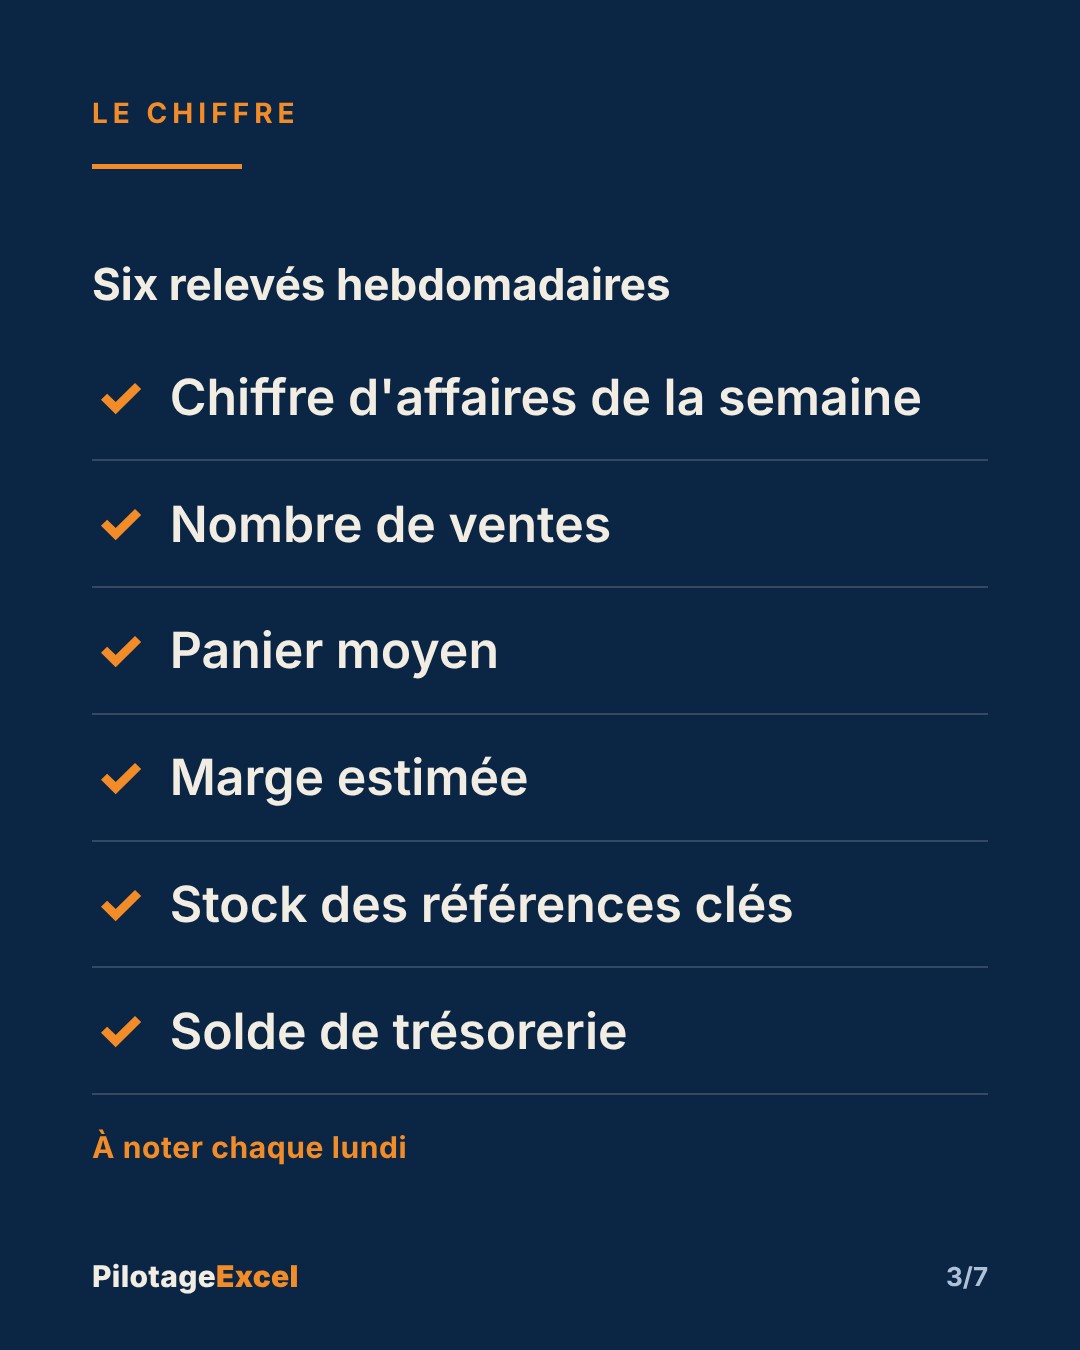 LE CHIFFRE
Six relevés hebdomadaires
Chiffre d'affaires de la semaine
Nombre de ventes
Panier moyen
Marge estimée
Stock des références clés
Solde de trésorerie
À noter chaque lundi
PilotageExcel
3/7